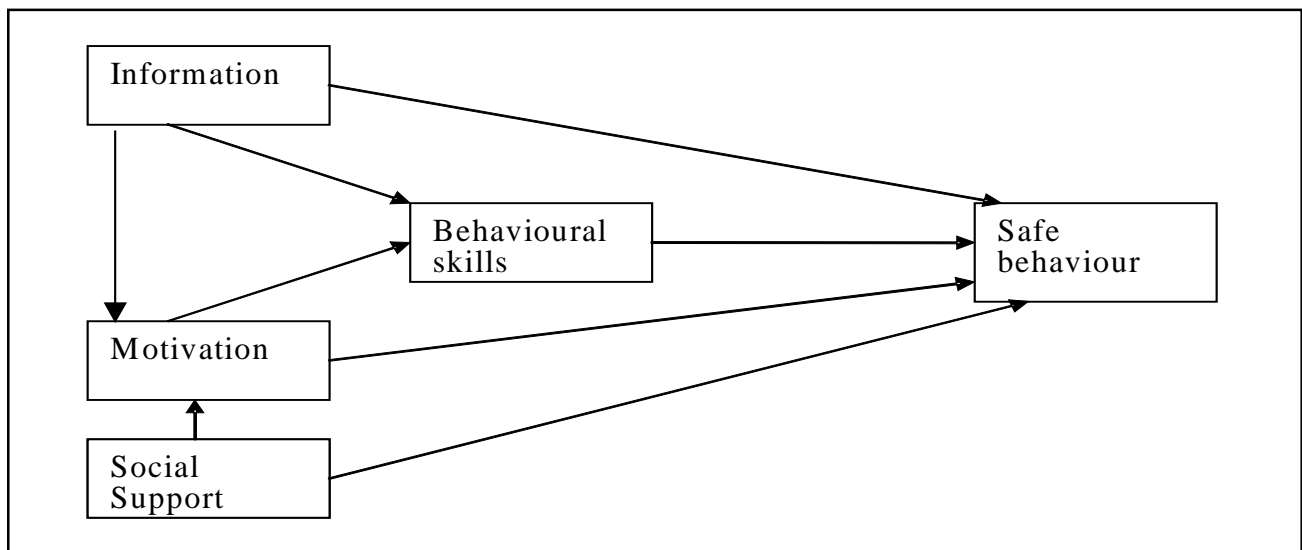 Information
Behavioural
skills
Safe
behaviour
Motivation
Social
Support